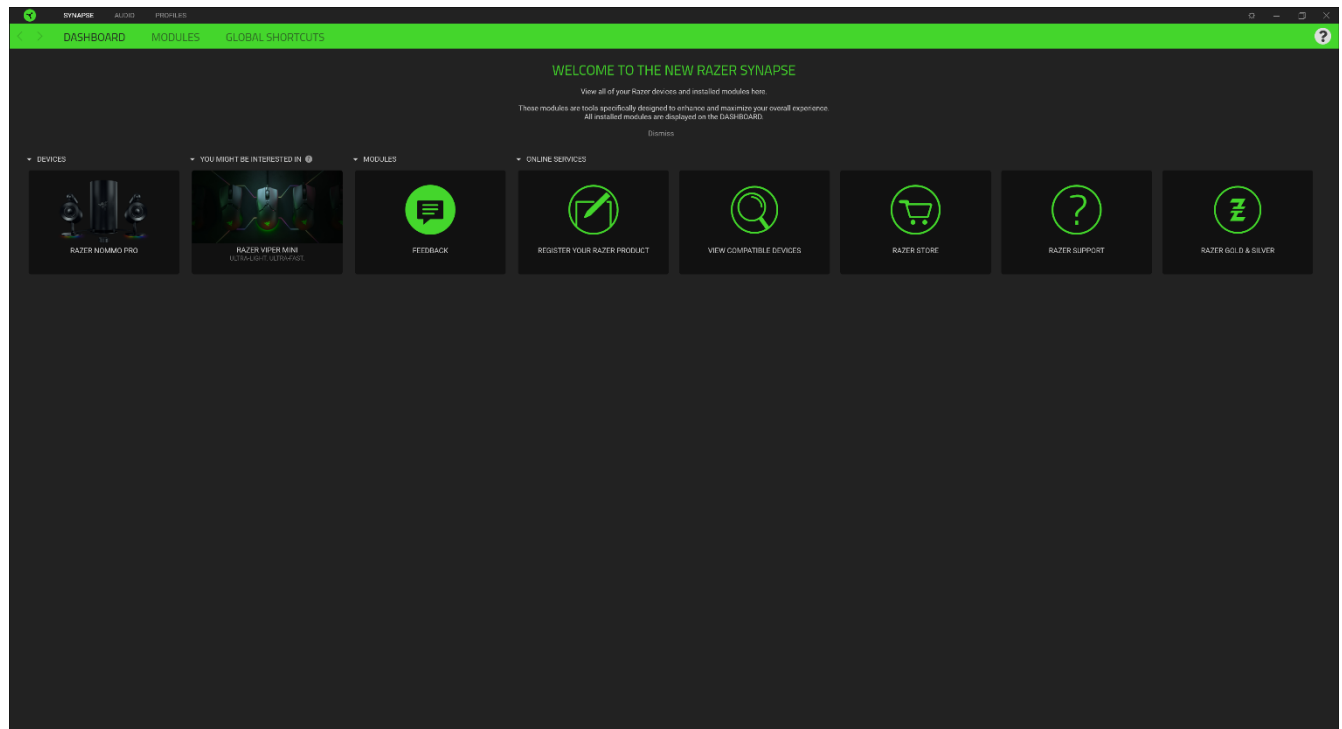 SYNAPSE AUDIO PROFILES
DASHBOARD MODULES GLOBAL SHORTCUTS
?
WELCOME TO THE NEW RAZER SYNAPSE
View all of your Razer devices and installed modules here.
These modules are tools specifically designed to enhance and maximize your overall experience.
All installed modules are displayed on the DASHBOARD.
Dismiss
DEVICES YOU MIGHT BE INTERESTED IN MODULES ONLINE SERVICES
RAZER NOMMO PRO RAZER VIPER MINI FEEDBACK REGISTER YOUR RAZER PRODUCT VIEW COMPATIBLE DEVICES RAZER STORE RAZER SUPPORT RAZER GOLD & SILVER
ULTRA-LIGHT. ULTRA-FAST.